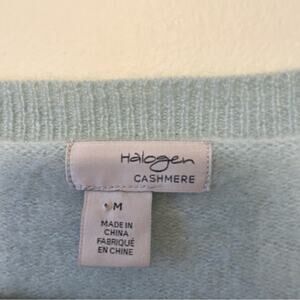 Halogen
CASHMERE
M
MADE IN
CHINA
FABRIQUÉ
EN CHINE